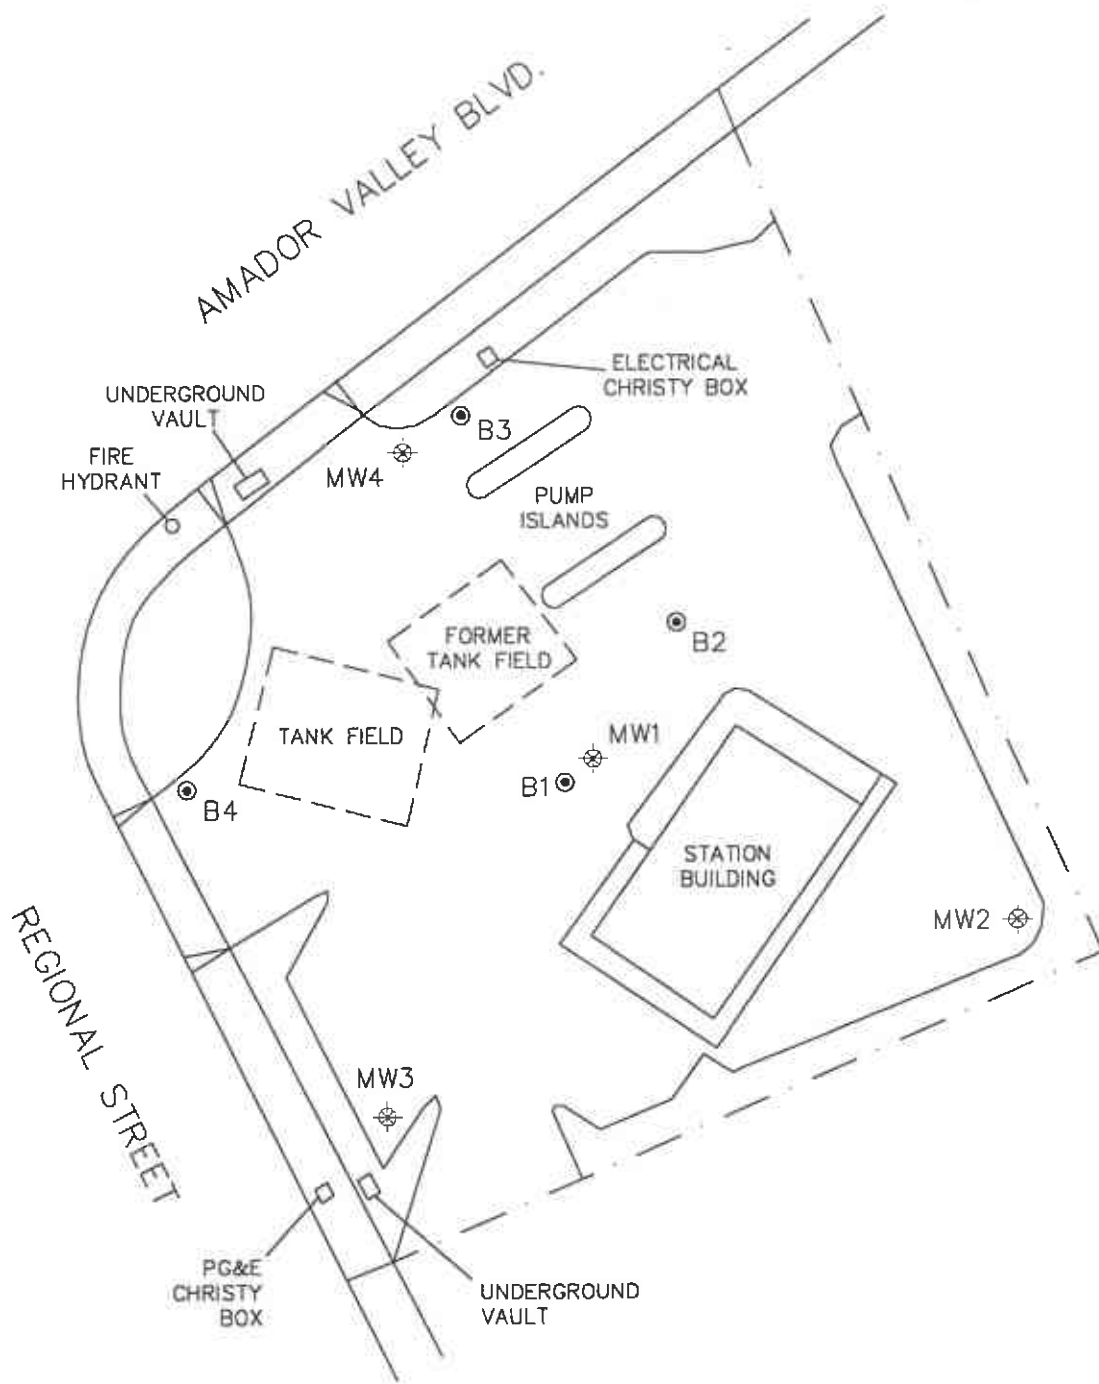 AMADOR VALLEY BLVD.
ELECTRICAL
CHRISTY BOX
UNDERGROUND
VAULT
B3
FIRE
HYDRANT
MW4
PUMP
ISLANDS
FORMER
TANK FIELD
B2
TANK FIELD
MW1
B1
B4
STATION
BUILDING
MW2
REGIONAL STREET
MW3
PG&E
CHRISTY
BOX
UNDERGROUND
VAULT